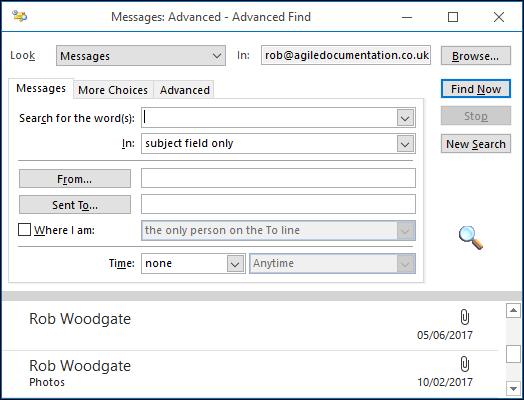 Messages: Advanced - Advanced Find
Look Messages In: rob@agiledocumentation.co.uk Browse...
Messages More Choices Advanced Find Now
Search for the word(s): Stop
In: subject field only New Search
From...
Sent To...
Where I am: the only person on the To line
Time: none Anytime
Rob Woodgate
05/06/2017
Rob Woodgate
Photos 10/02/2017